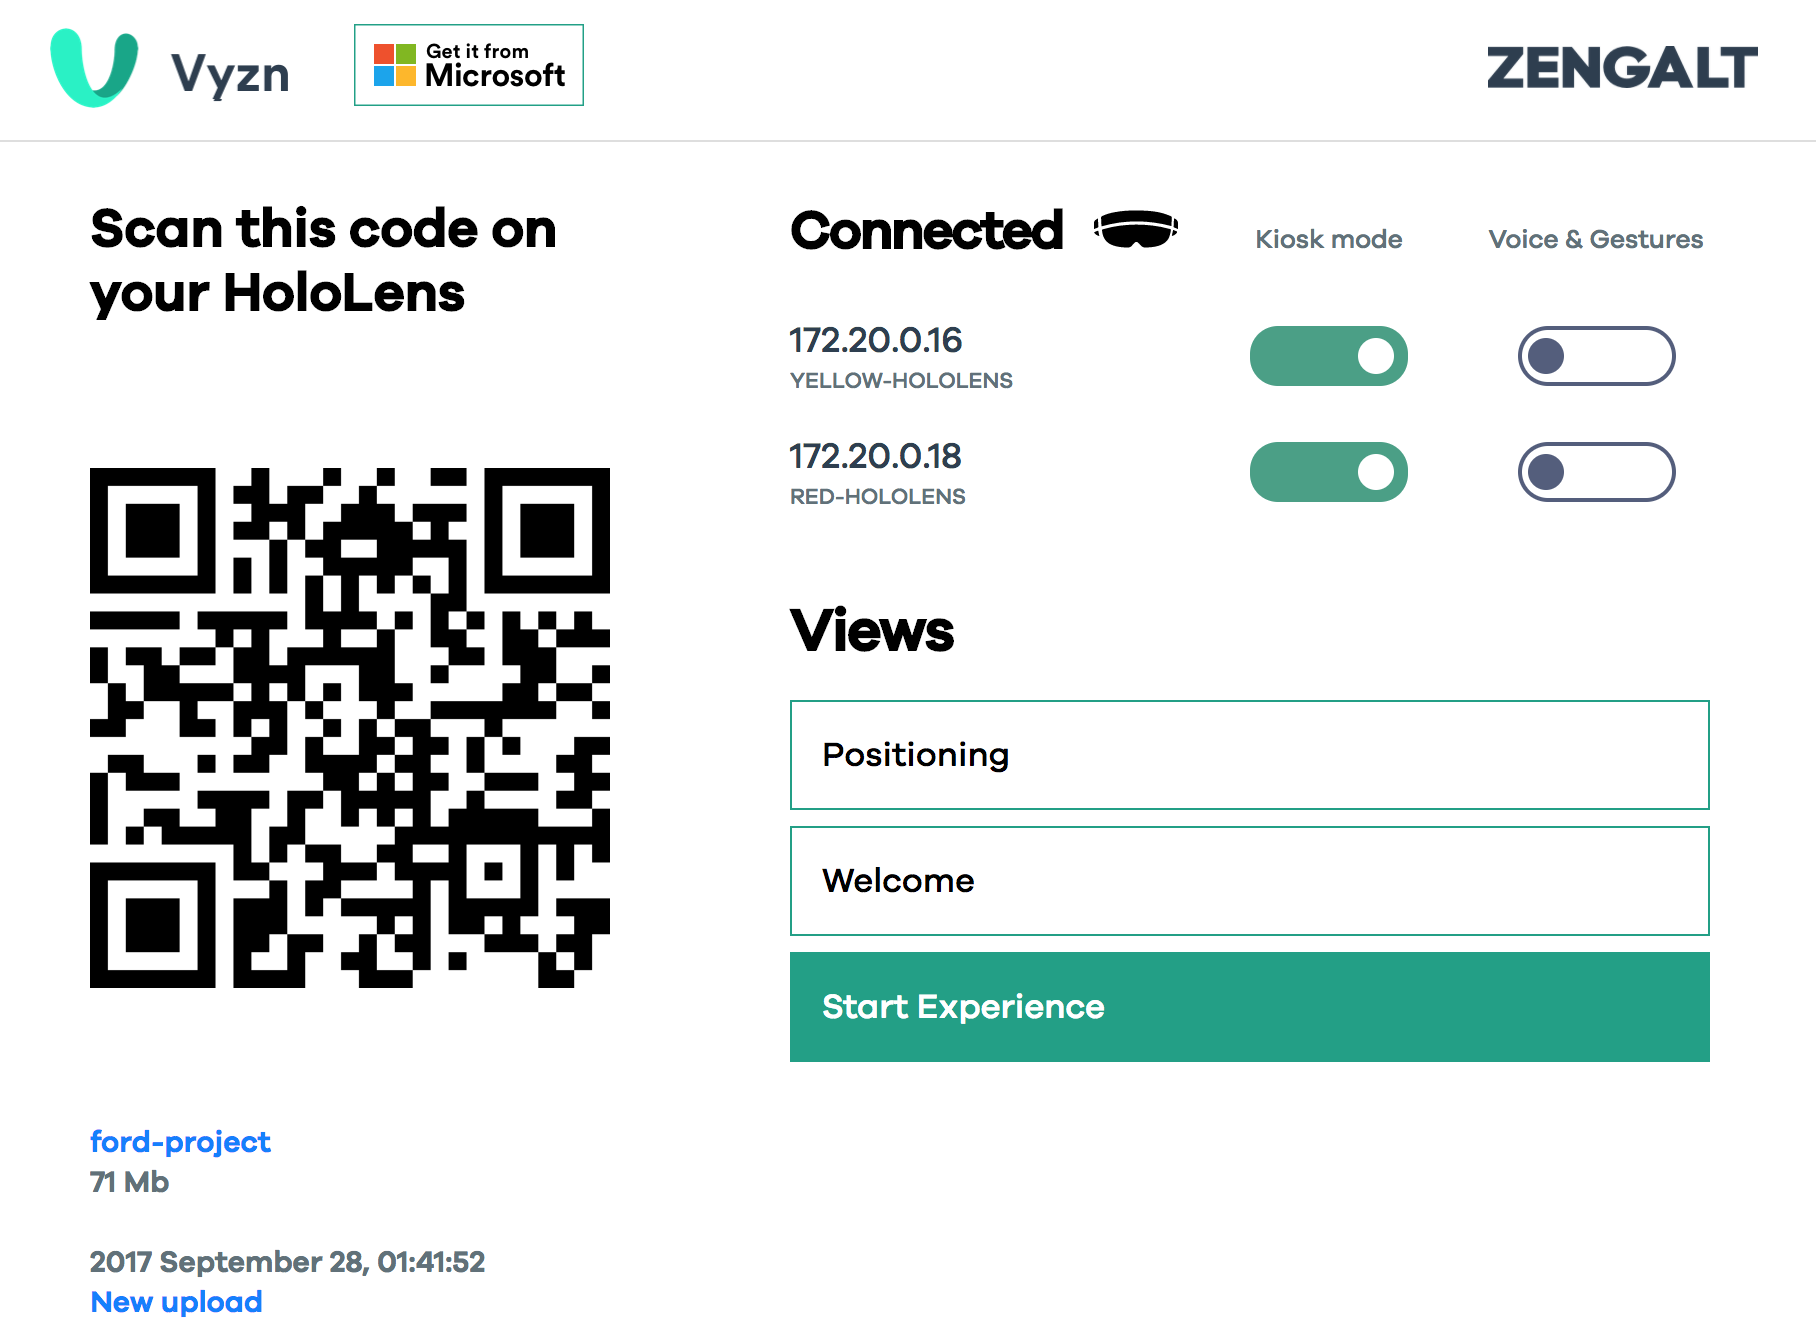 Vyzn
Get it from
Microsoft
ZENGALT
Scan this code on
your HoloLens
Connected
Kiosk mode
Voice & Gestures
172.20.0.16
YELLOW-HOLOLENS
172.20.0.18
RED-HOLOLENS
Views
Positioning
Welcome
Start Experience
ford-project
71 Mb
2017 September 28, 01:41:52
New upload